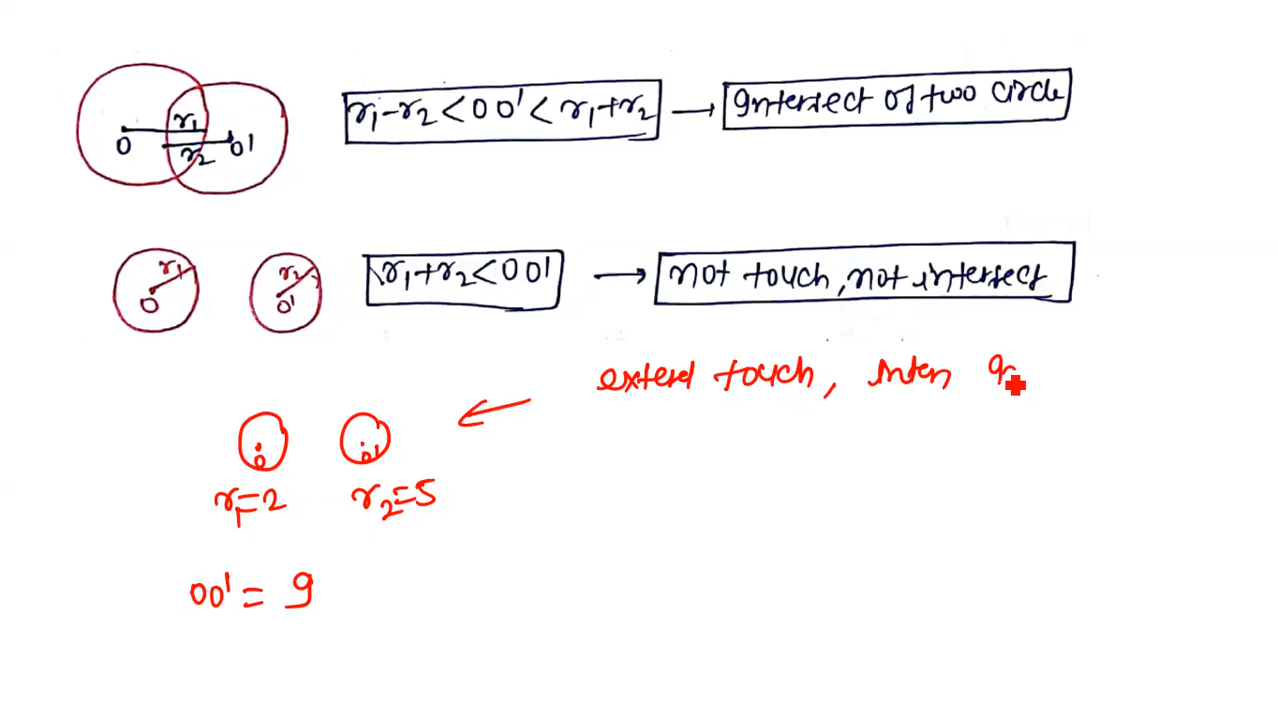 r₁ r₂ O O'
r₁-r₂ < OO' < r₁+r₂ → Intersect of two circle
r₁ O r₂ O'
r₁+r₂ < OO' → not touch, not intersect
extend touch, inten
O O'
r₁=2 r₂=5
OO' = 9